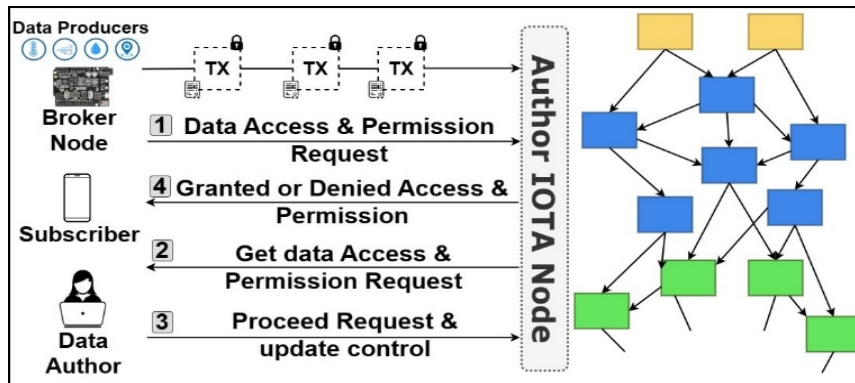 Data Producers
TX TX TX
Broker
Node
1 Data Access & Permission
Request
4 Granted or Denied Access &
Permission
Subscriber
2 Get data Access &
Permission Request
3 Proceed Request &
update control
Data
Author
Author IOTA Node